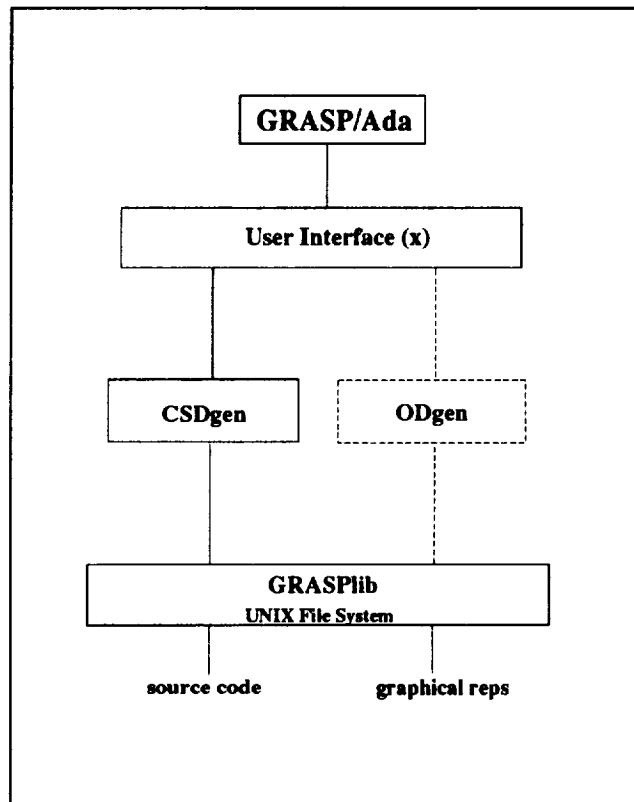 GRASP/Ada
User Interface (x)
CSDgen
ODgen
GRASPlib
UNIX File System
source code
graphical reps